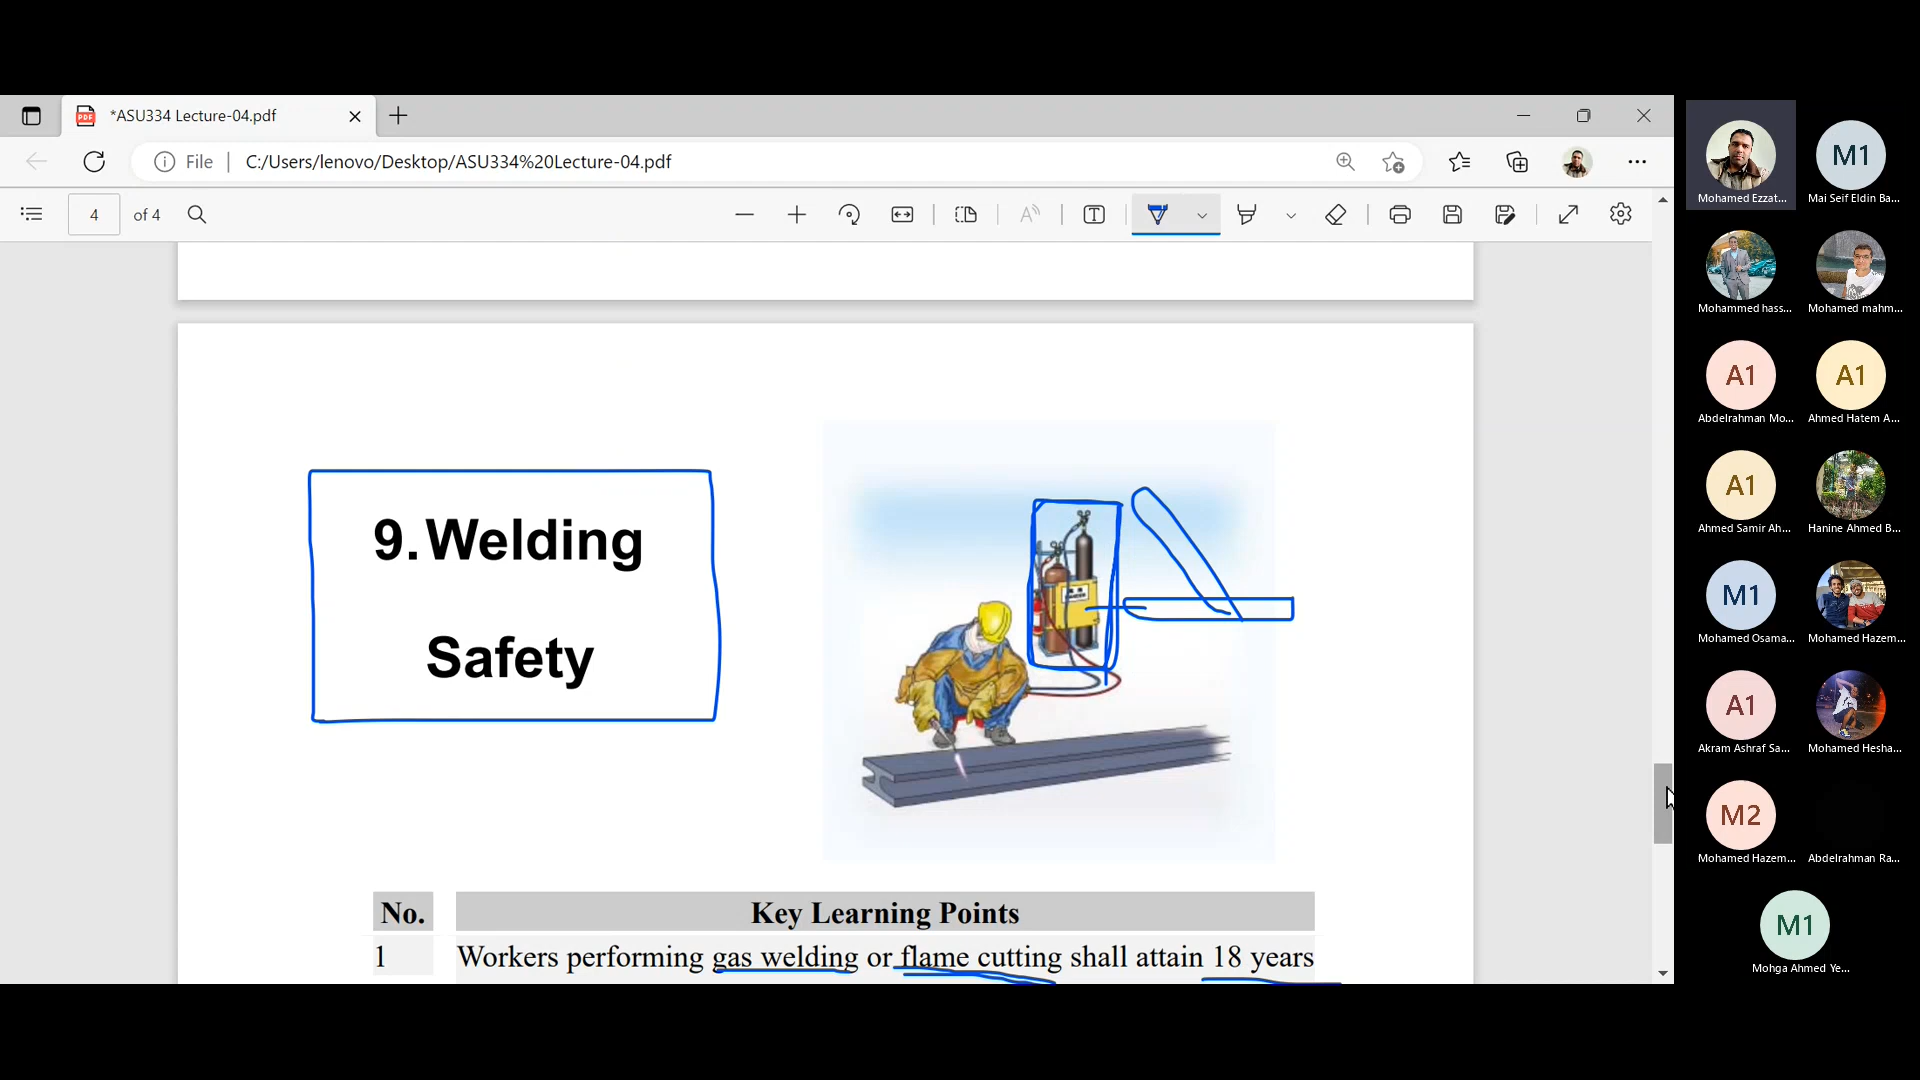 *ASU334 Lecture-04.pdf
File
C:/Users/lenovo/Desktop/ASU334%20Lecture-04.pdf
4 of 4
9. Welding
Safety
No. Key Learning Points
1 Workers performing gas welding or flame cutting shall attain 18 years
Mohamed Ezzat...
M1
Mai Seif Eldin Ba...
Mohammed hass...
Mohamed mahm...
A1
Abdelrahman Mo...
A1
Ahmed Hatem A...
A1
Ahmed Samir Ah...
Hanine Ahmed B...
M1
Mohamed Osama...
Mohamed Hazem...
A1
Akram Ashraf Sa...
Mohamed Hesha...
M2
Mohamed Hazem...
Abdelrahman Ra...
M1
Mohga Ahmed Ye...